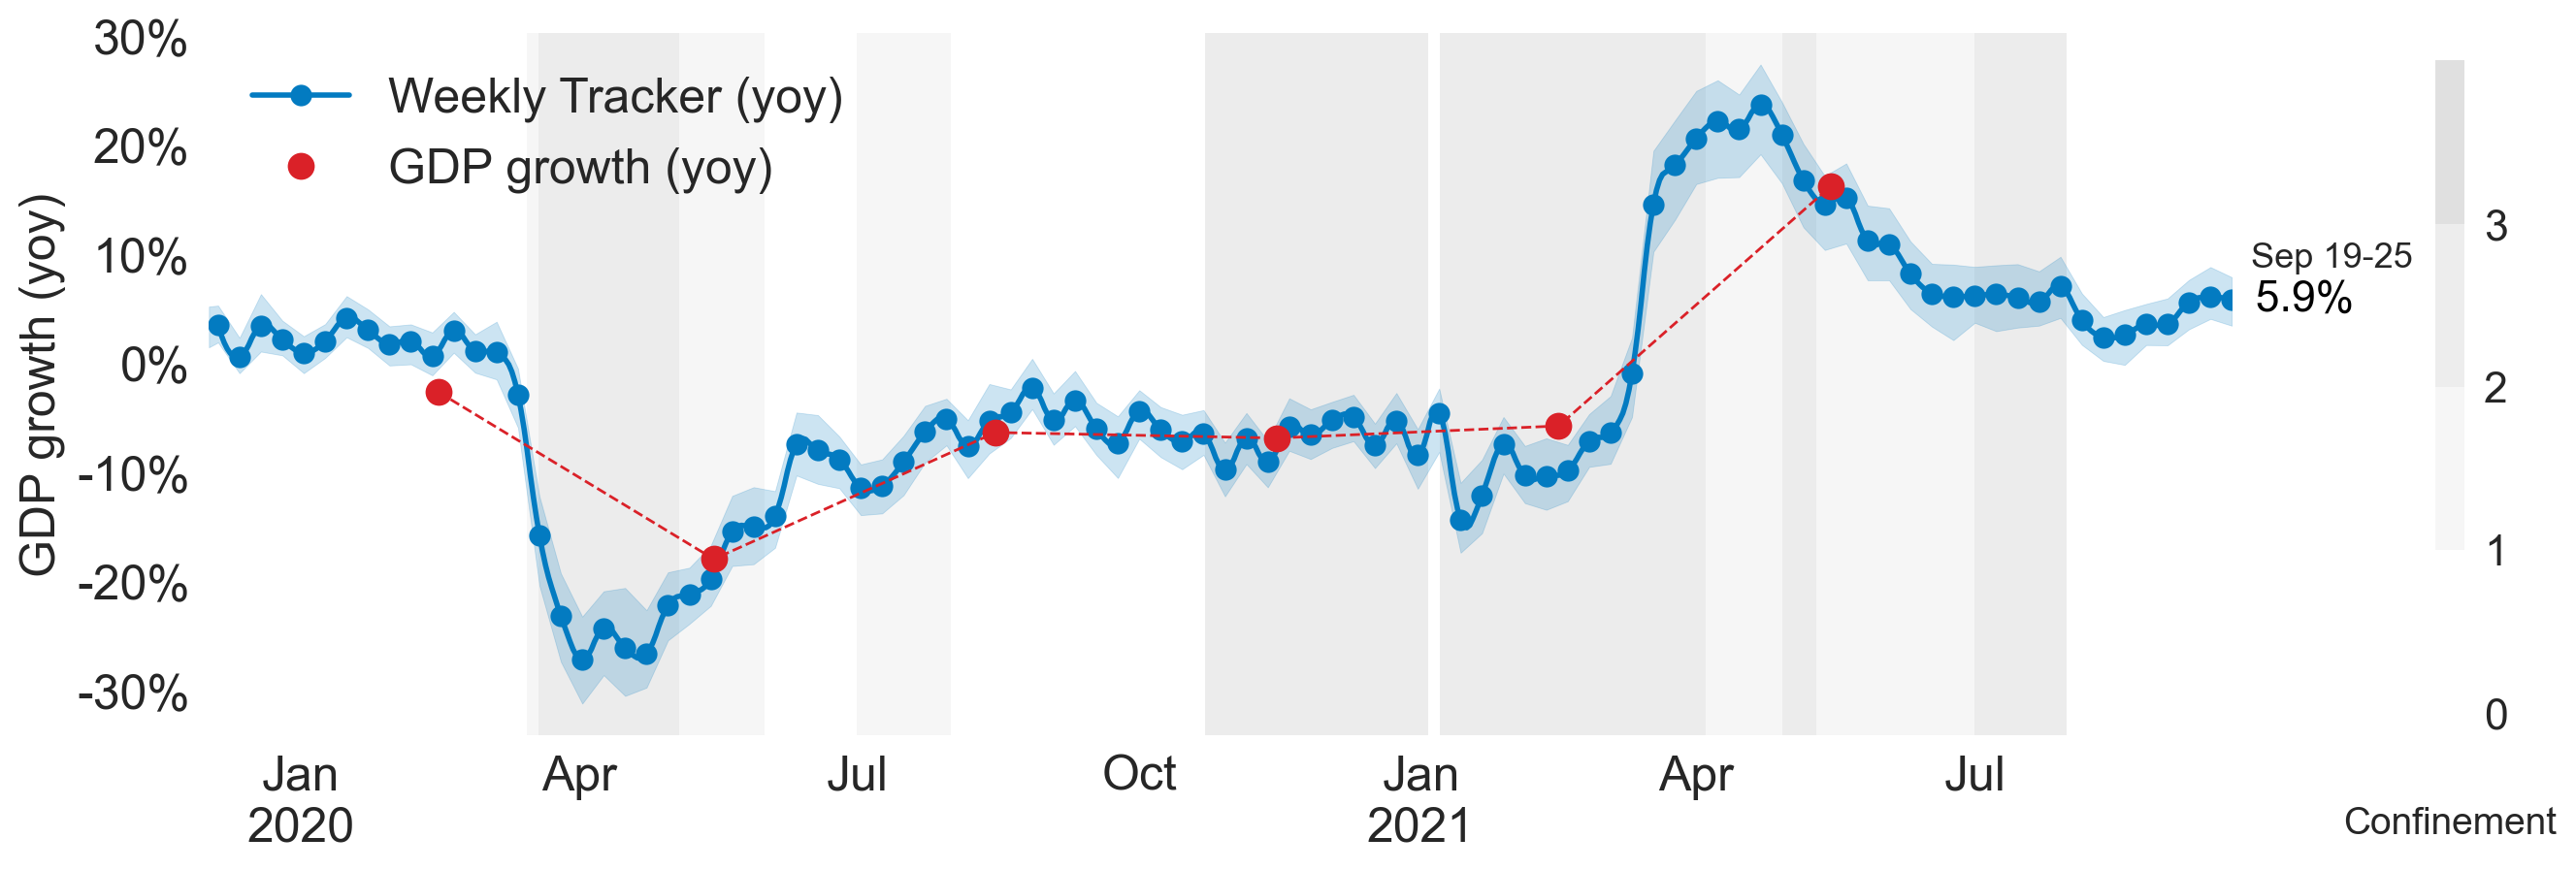 30%
20%
10%
0%
-10%
-20%
-30%
GDP growth (yoy)
Weekly Tracker (yoy)
GDP growth (yoy)
Sep 19-25
5.9%
3
2
1
0
Jan Apr Jul Oct Jan Apr Jul
2020 2021
Confinement